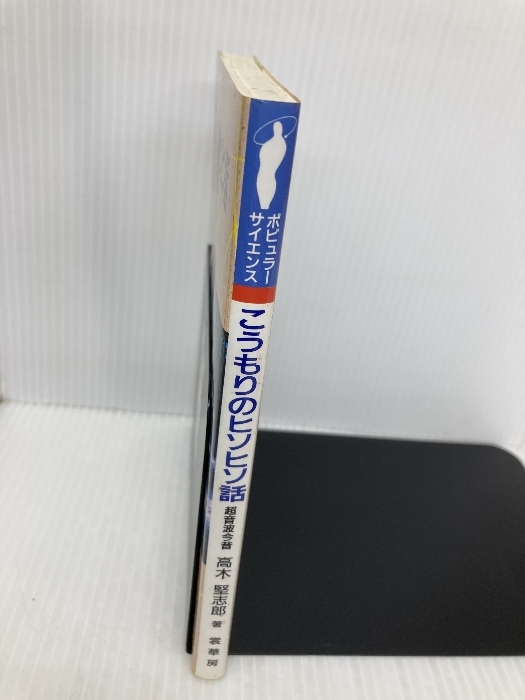 ポピュラー
サイエンス
こうもりのヒソヒソ話
超音波今昔
高木 堅志郎 著
裳華房